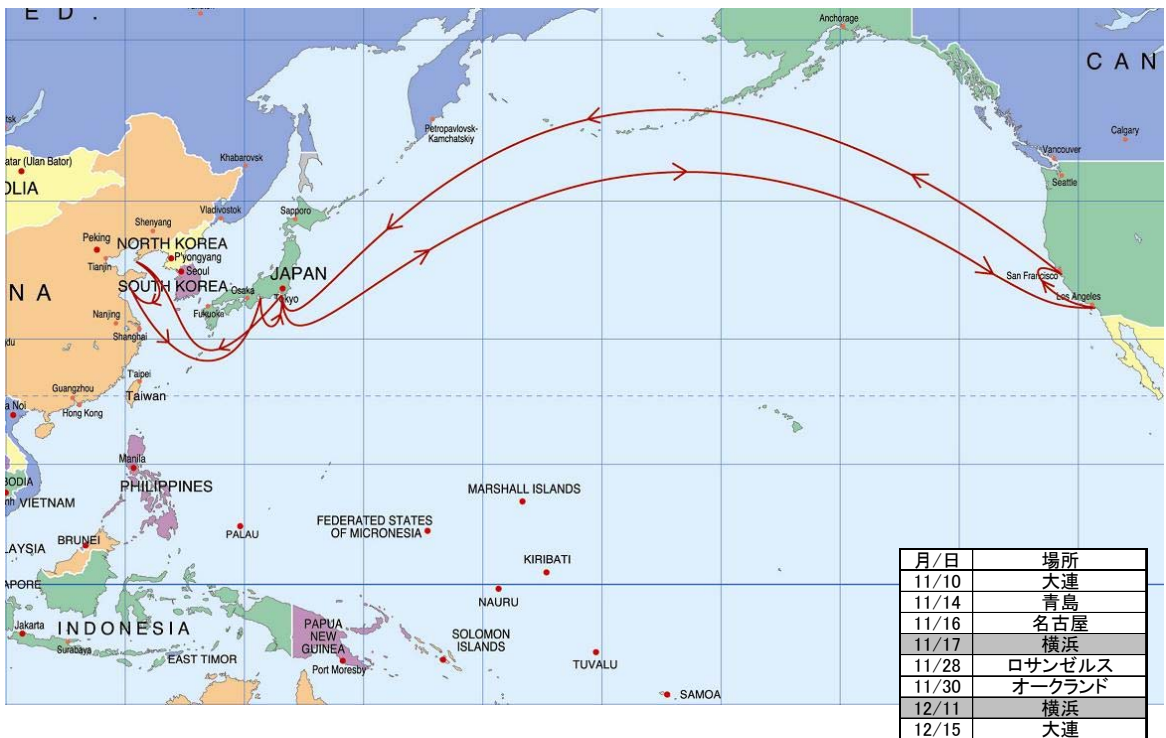 E D .
Anchorage
C A N
Petropavlovsk-
Kamchatskiy
Calgary
atar (Ulan Bator)
OLIA
Khabarovsk
Vancouver
Seattle
Vladivostok
Sapporo
Shenyang
Peking
NORTH KOREA
P'yongyang
Tianjin
Seoul
JAPAN
San Francisco
N A
SOUTH KOREA
Osaka
Tokyo
Los Angeles
Nanjing
Fukuoka
Shanghai
T'aipei
Guangzhou
Taiwan
Hong Kong
a Noi
Manila
BODIA
PHILIPPINES
MARSHALL ISLANDS
nh
VIETNAM
FEDERATED STATES
OF MICRONESIA
PALAU
BRUNEI
LAYSIA
KIRIBATI
APORE
NAURU
Jakarta
INDONESIA
PAPUA
NEW
GUINEA
SOLOMON
ISLANDS
Surabaya
EAST TIMOR
Port Moresby
TUVALU
SAMOA
月/日 場所
11/10 大連
11/14 青島
11/16 名古屋
11/17 横浜
11/28 ロサンゼルス
11/30 オークランド
12/11 横浜
12/15 大連